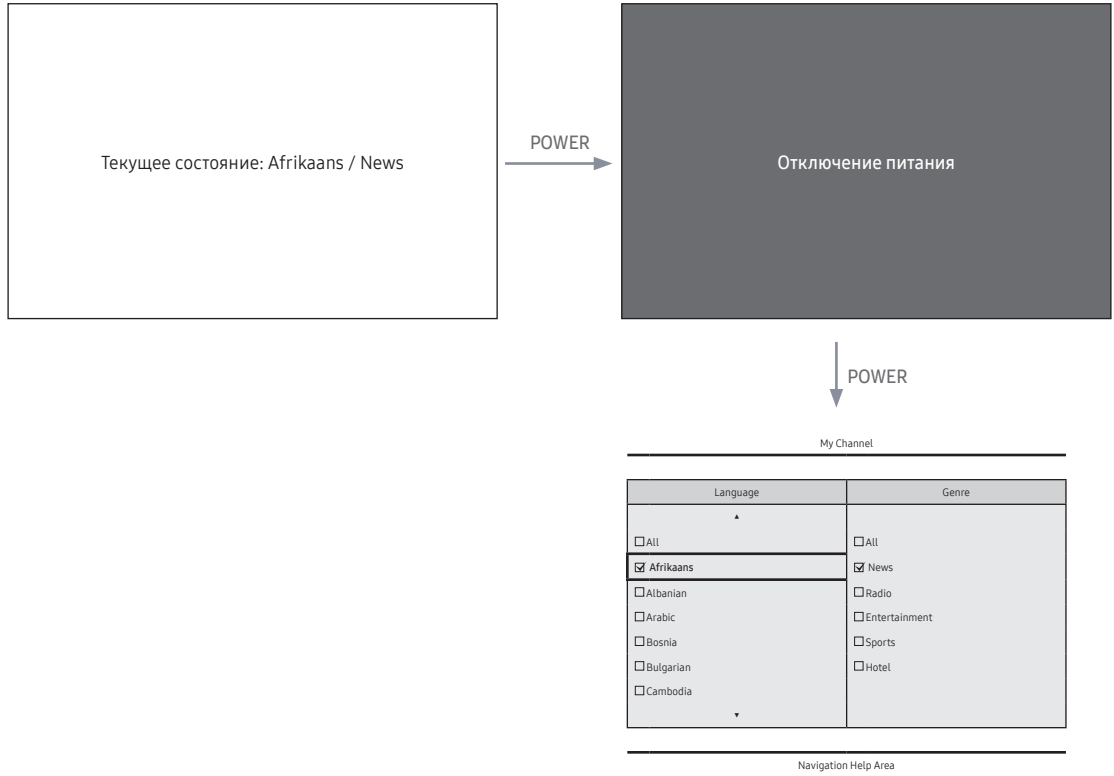 Текущее состояние: Afrikaans / News
POWER
Отключение питания
POWER
My Channel
Language
Genre
▲
All
All
Afrikaans
News
Albanian
Radio
Arabic
Entertainment
Bosnia
Sports
Bulgarian
Hotel
Cambodia
▼
Navigation Help Area